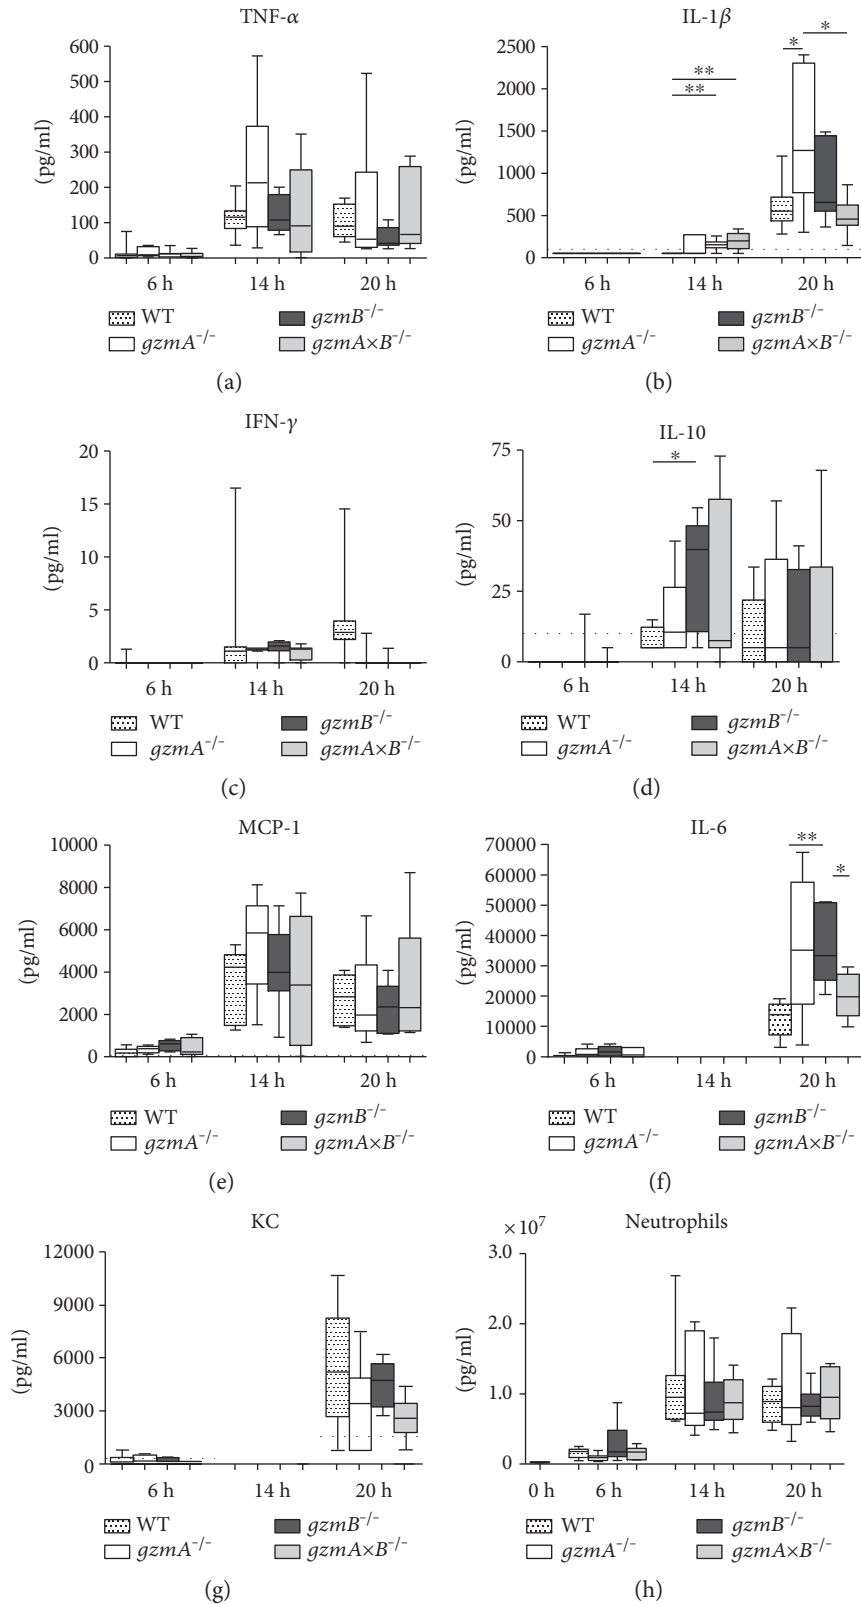 TNF-α
600
500
400
300
200
100
0
(pg/ml)
6 h 14 h 20 h
WT gzmB⁻/⁻
gzmA⁻/⁻ gzmA×B⁻/⁻
(a)
IL-1β
2500
2000
1500
1000
500
0
(pg/ml)
** ** * *
6 h 14 h 20 h
WT gzmB⁻/⁻
gzmA⁻/⁻ gzmA×B⁻/⁻
(b)
IFN-γ
20
15
10
5
0
(pg/ml)
6 h 14 h 20 h
WT gzmB⁻/⁻
gzmA⁻/⁻ gzmA×B⁻/⁻
(c)
IL-10
75
50
25
0
(pg/ml)
*
6 h 14 h 20 h
WT gzmB⁻/⁻
gzmA⁻/⁻ gzmA×B⁻/⁻
(d)
MCP-1
10000
8000
6000
4000
2000
0
(pg/ml)
6 h 14 h 20 h
WT gzmB⁻/⁻
gzmA⁻/⁻ gzmA×B⁻/⁻
(e)
IL-6
70000
60000
50000
40000
30000
20000
10000
0
(pg/ml)
** *
6 h 14 h 20 h
WT gzmB⁻/⁻
gzmA⁻/⁻ gzmA×B⁻/⁻
(f)
KC
12000
9000
6000
3000
0
(pg/ml)
6 h 14 h 20 h
WT gzmB⁻/⁻
gzmA⁻/⁻ gzmA×B⁻/⁻
(g)
×10⁷ Neutrophils
3.0
2.0
1.0
0
(pg/ml)
0 h 6 h 14 h 20 h
WT gzmB⁻/⁻
gzmA⁻/⁻ gzmA×B⁻/⁻
(h)